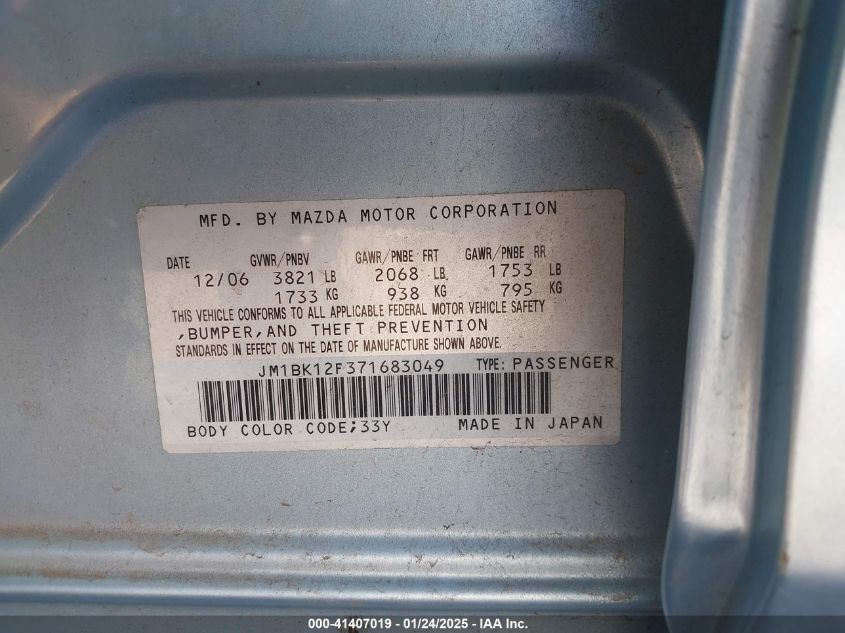 MFD. BY MAZDA MOTOR CORPORATION
DATE GVWR/PNBV GAWR/PNBE FRT GAWR/PNBE RR
12/06 3821 LB 2068 LB 1753 LB
1733 KG 938 KG 795 KG
THIS VEHICLE CONFORMS TO ALL APPLICABLE FEDERAL MOTOR VEHICLE SAFETY
,BUMPER,AND THEFT PREVENTION
STANDARDS IN EFFECT ON THE DATE OF MANUFACTURE SHOWN ABOVE.
JM1BK12F371683049 TYPE: PASSENGER
BODY COLOR CODE;33Y MADE IN JAPAN
000-41407019 - 01/24/2025 - IAA Inc.